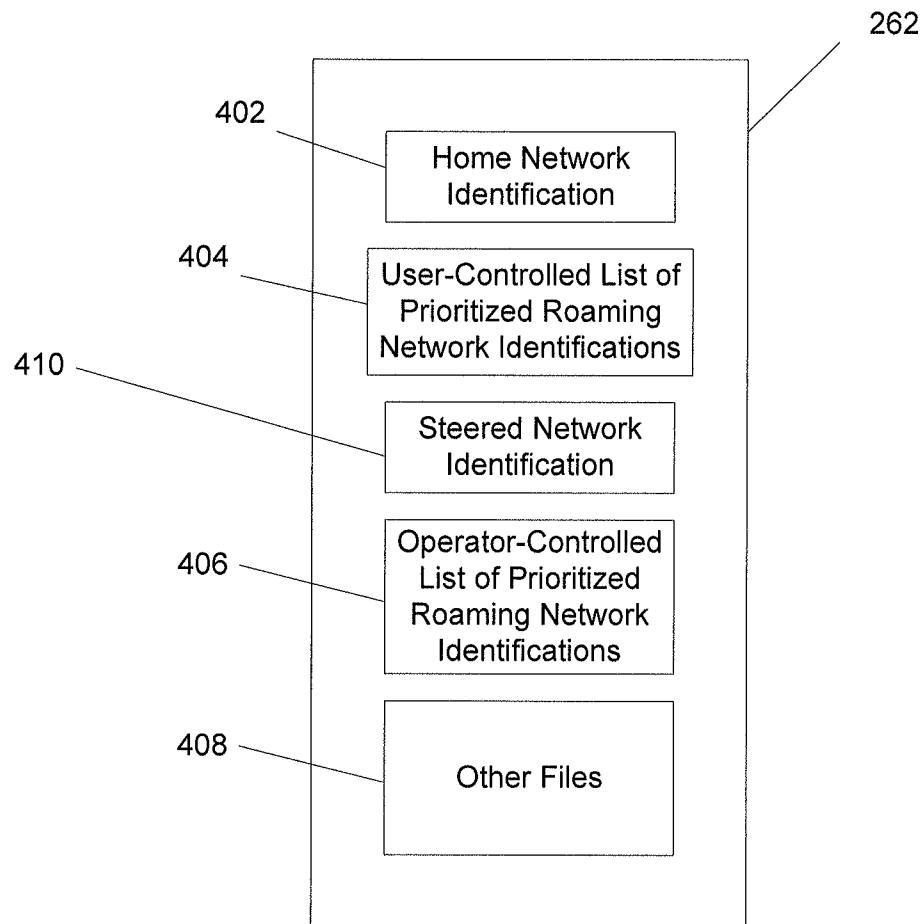 262
402
Home Network
Identification
404
User-Controlled List of
Prioritized Roaming
Network Identifications
410
Steered Network
Identification
406
Operator-Controlled
List of Prioritized
Roaming Network
Identifications
408
Other Files